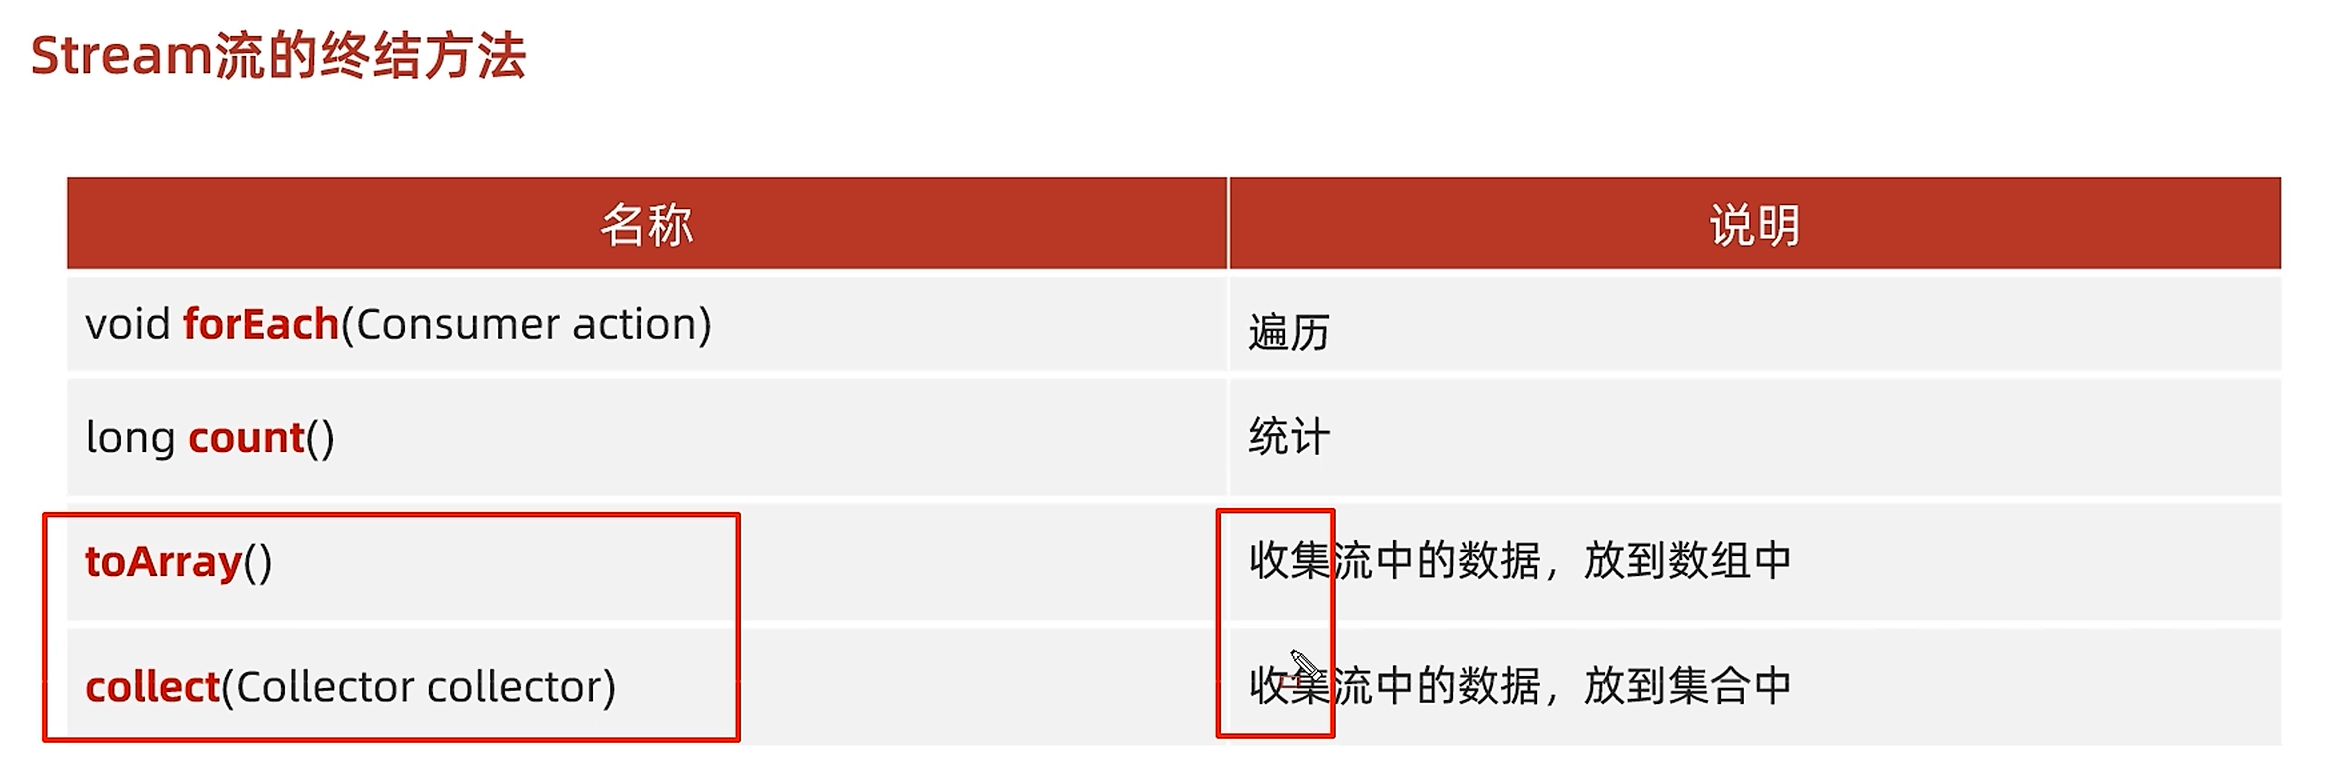 Stream流的终结方法
名称 说明
void forEach(Consumer action) 遍历
long count() 统计
toArray() 收集流中的数据，放到数组中
collect(Collector collector) 收集流中的数据，放到集合中